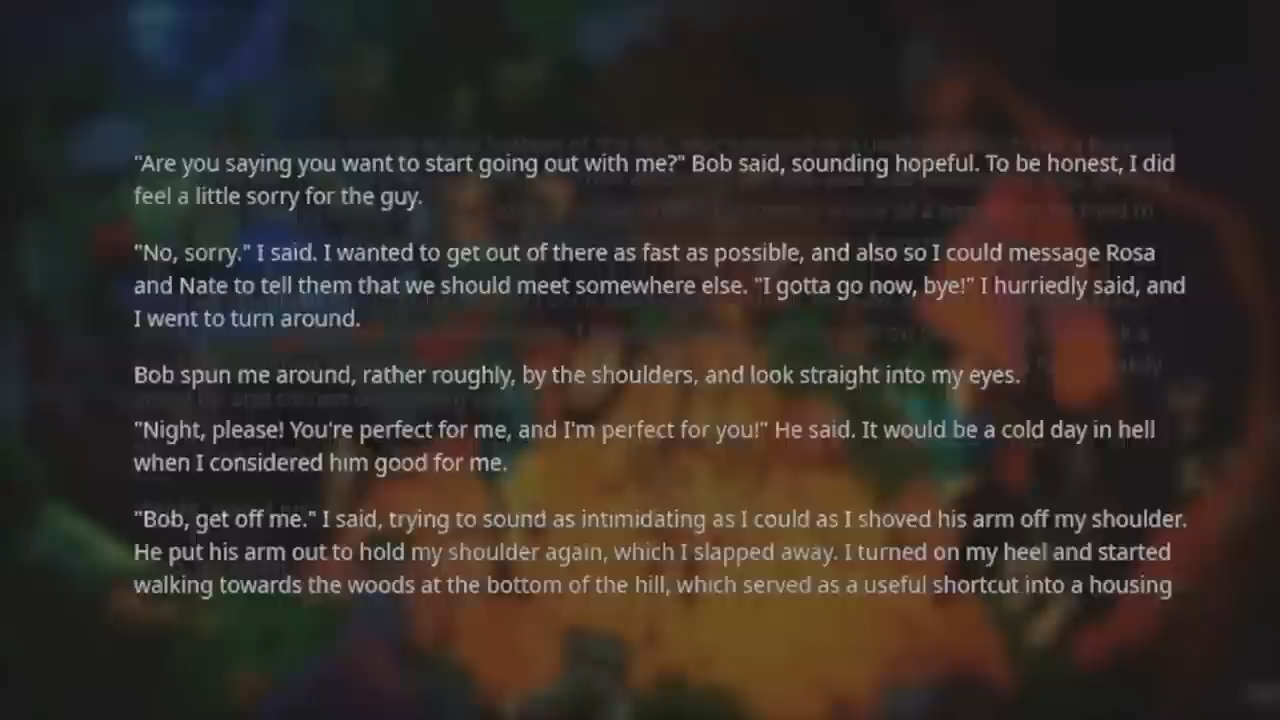 "Are you saying you want to start going out with me?" Bob said, sounding hopeful. To be honest, I did
feel a little sorry for the guy.
"No, sorry." I said. I wanted to get out of there as fast as possible, and also so I could message Rosa
and Nate to tell them that we should meet somewhere else. "I gotta go now, bye!" I hurriedly said, and
I went to turn around.
Bob spun me around, rather roughly, by the shoulders, and look straight into my eyes.
"Night, please! You're perfect for me, and I'm perfect for you!" He said. It would be a cold day in hell
when I considered him good for me.
"Bob, get off me." I said, trying to sound as intimidating as I could as I shoved his arm off my shoulder.
He put his arm out to hold my shoulder again, which I slapped away. I turned on my heel and started
walking towards the woods at the bottom of the hill, which served as a useful shortcut into a housing